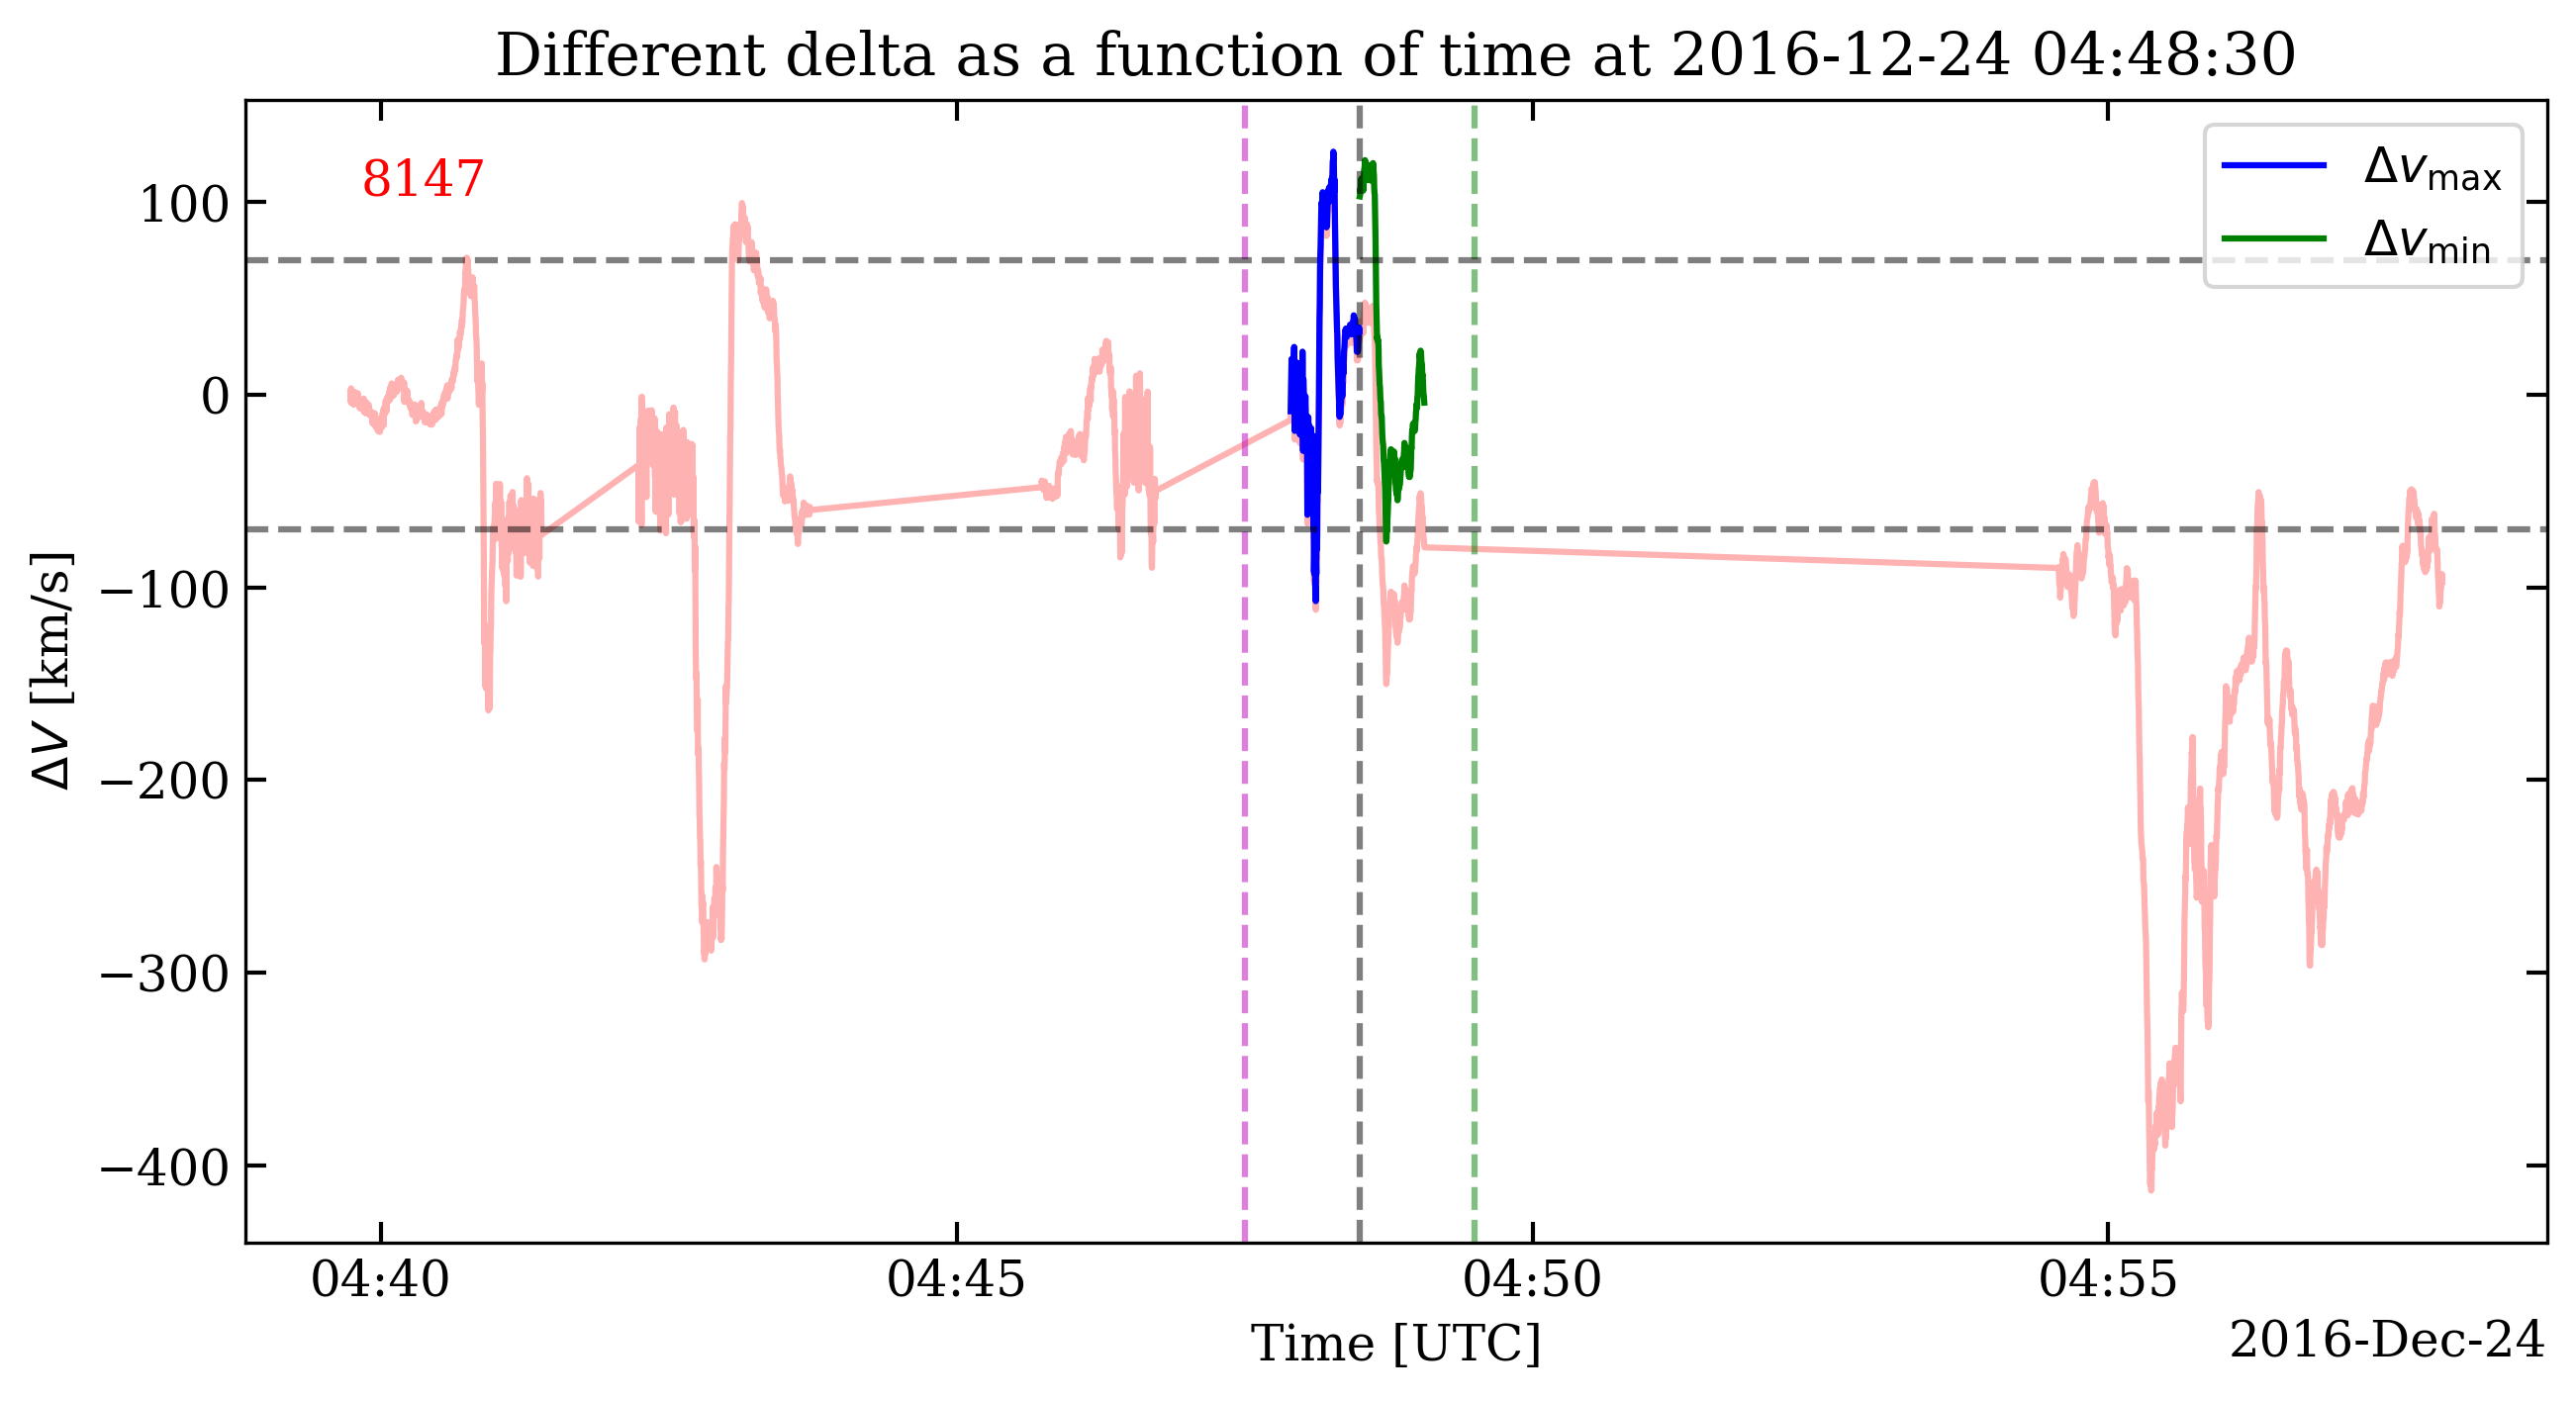 Different delta as a function of time at 2016-12-24 04:48:30
8147
Δv_max
Δv_min
100
0
−100
−200
−300
−400
ΔV [km/s]
04:40 04:45 04:50 04:55
Time [UTC]
2016-Dec-24